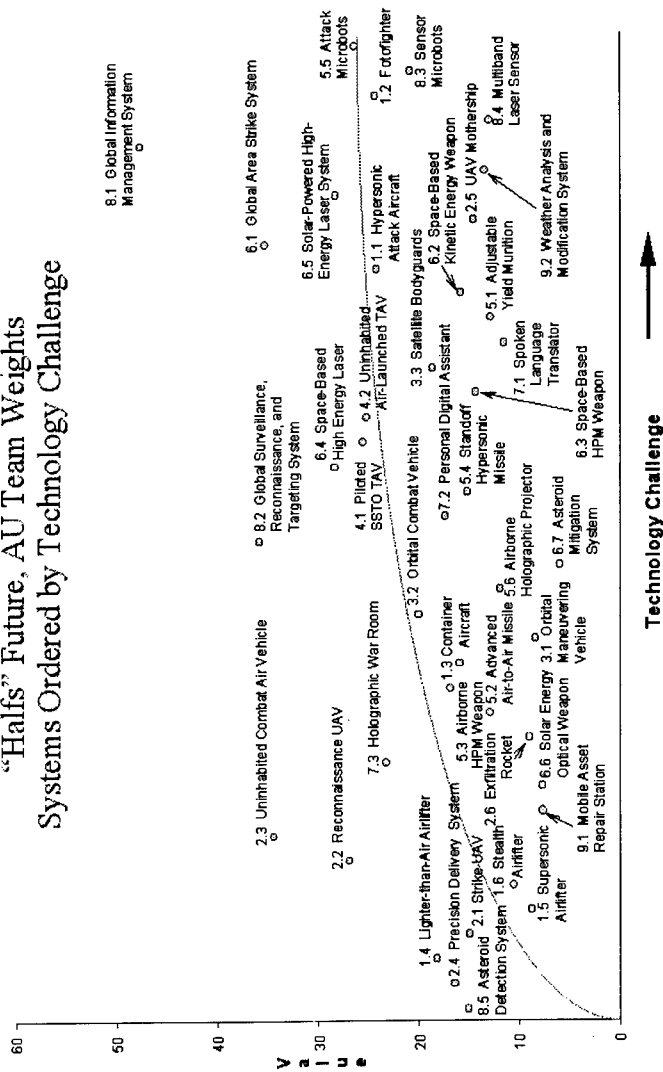 "Halfs" Future, AU Team Weights
Systems Ordered by Technology Challenge
60
50
40
30
20
10
0
V
a
l
u
e
8.1 Global Information
Management System
2.3 Uninhabited Combat Air Vehicle
8.2 Global Surveillance,
Reconnaissance, and
Targeting System
6.1 Global Area Strike System
2.2 Reconnaissance UAV
6.4 Space-Based
High Energy Laser
6.5 Solar-Powered High-
Energy Laser System
5.5 Attack
Microbots
7.3 Holographic War Room
4.1 Piloted
SSTO TAV
4.2 Uninhabited
Air-Launched TAV
1.1 Hypersonic
Attack Aircraft
1.2 Fotofighter
1.4 Lighter-than-Air Airlifter
3.2 Orbital Combat Vehicle
3.3 Satellite Bodyguards
8.3 Sensor
Microbots
2.4 Precision Delivery System
1.3 Container
Aircraft
7.2 Personal Digital Assistant
6.2 Space-Based
Kinetic Energy Weapon
8.5 Asteroid
Detection System
2.1 Strike UAV
5.3 Airborne
HPM Weapon
5.4 Standoff
Hypersonic
Missile
2.5 UAV Mothership
1.6 Stealth
Airlifter
2.6 Exfiltration
Rocket
5.2 Advanced
Air-to-Air Missile
5.6 Airborne
Holographic Projector
5.1 Adjustable
Yield Munition
8.4 Multiband
Laser Sensor
1.5 Supersonic
Airlifter
6.6 Solar Energy
Optical Weapon
3.1 Orbital
Maneuvering
Vehicle
6.7 Asteroid
Mitigation
System
7.1 Spoken
Language
Translator
9.2 Weather Analysis and
Modification System
9.1 Mobile Asset
Repair Station
6.3 Space-Based
HPM Weapon
Technology Challenge